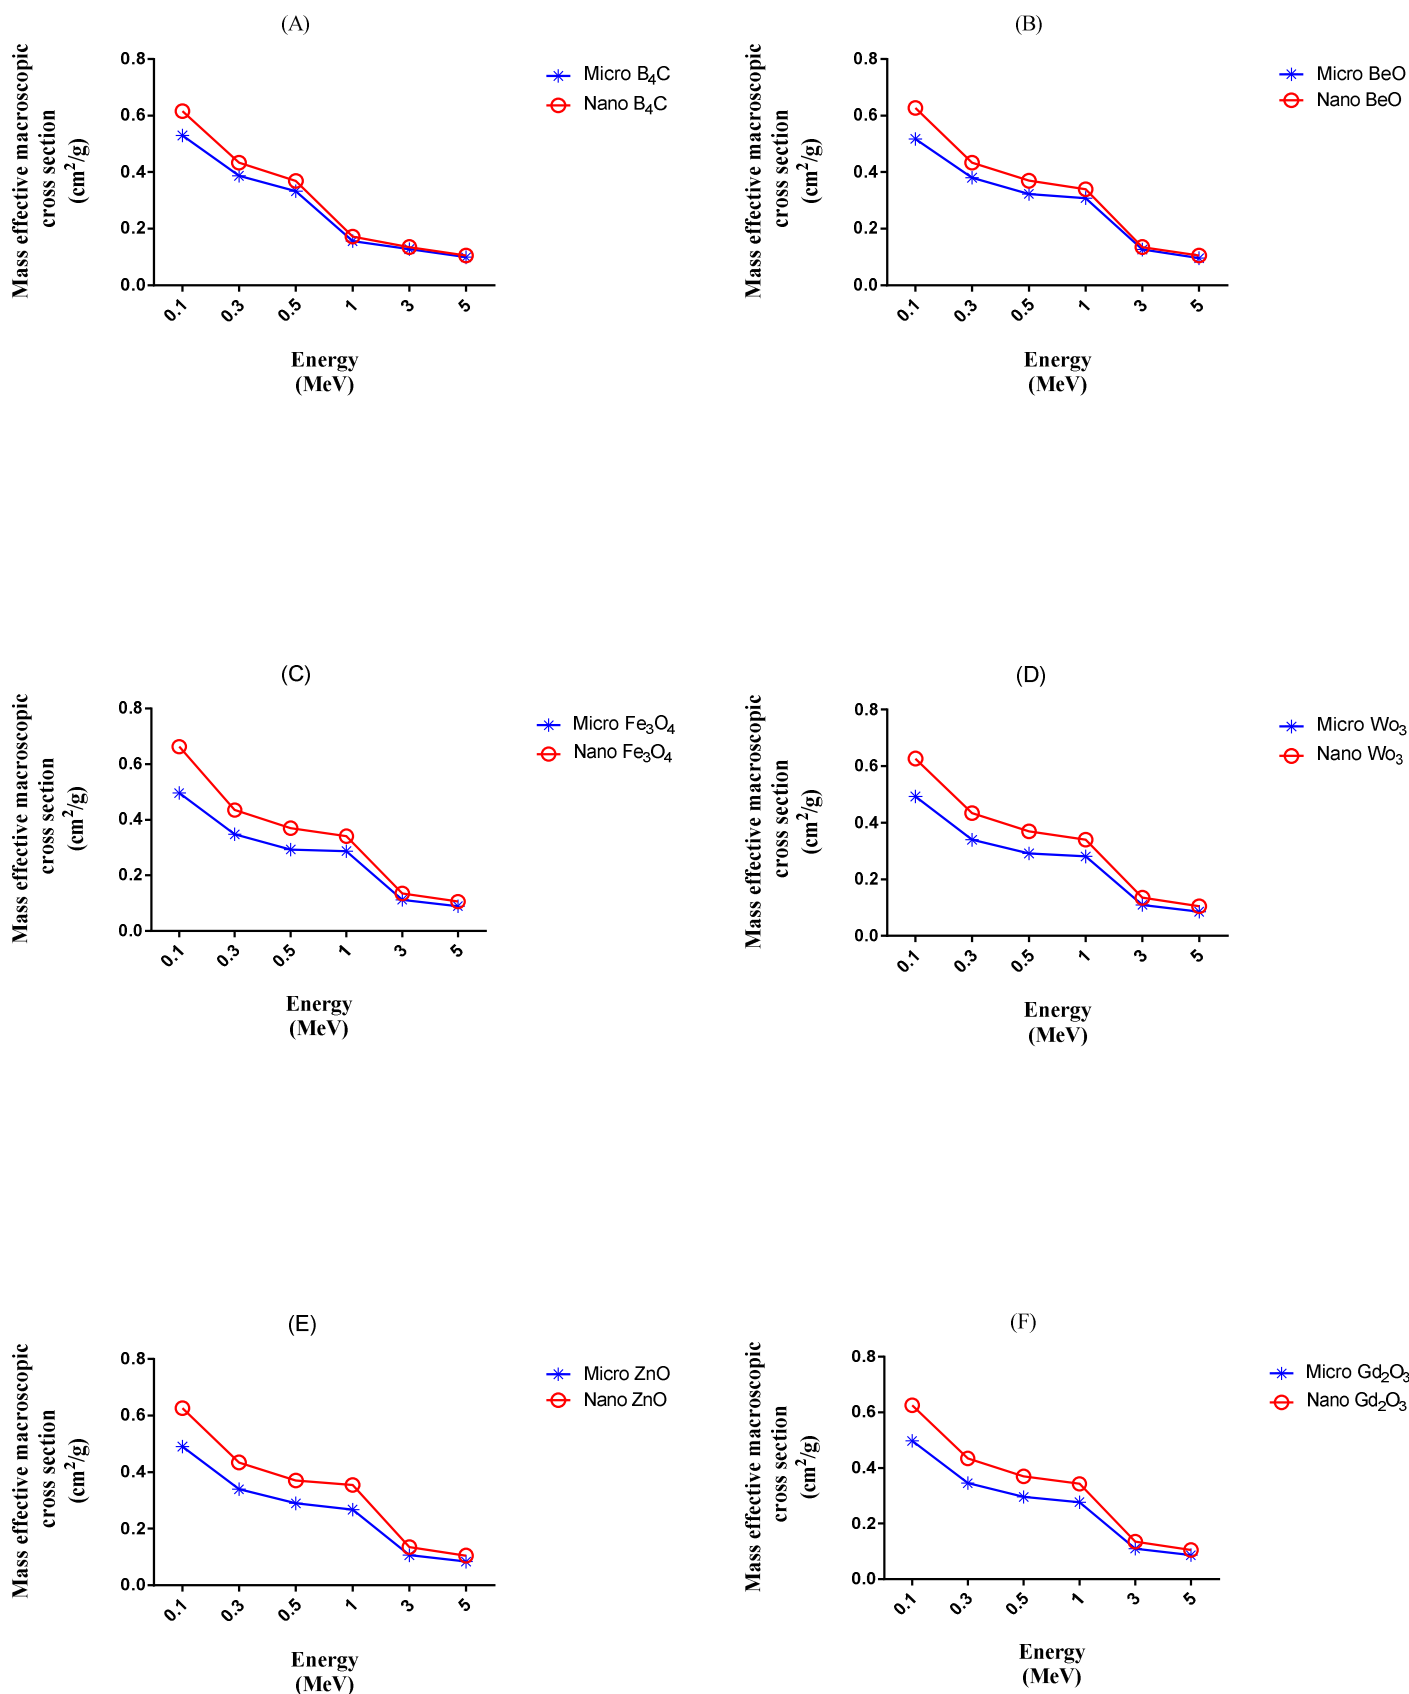 (A)
Mass effective macroscopic
cross section
(cm²/g)
0.8
0.6
0.4
0.2
0.0
0.1
0.3
0.5
1
3
5
Energy
(MeV)
Micro B₄C
Nano B₄C
(B)
Mass effective macroscopic
cross section
(cm²/g)
0.8
0.6
0.4
0.2
0.0
0.1
0.3
0.5
1
3
5
Energy
(MeV)
Micro BeO
Nano BeO
(C)
Mass effective macroscopic
cross section
(cm²/g)
0.8
0.6
0.4
0.2
0.0
0.1
0.3
0.5
1
3
5
Energy
(MeV)
Micro Fe₃O₄
Nano Fe₃O₄
(D)
Mass effective macroscopic
cross section
(cm²/g)
0.8
0.6
0.4
0.2
0.0
0.1
0.3
0.5
1
3
5
Energy
(MeV)
Micro Wo₃
Nano Wo₃
(E)
Mass effective macroscopic
cross section
(cm²/g)
0.8
0.6
0.4
0.2
0.0
0.1
0.3
0.5
1
3
5
Energy
(MeV)
Micro ZnO
Nano ZnO
(F)
Mass effective macroscopic
cross section
(cm²/g)
0.8
0.6
0.4
0.2
0.0
0.1
0.3
0.5
1
3
5
Energy
(MeV)
Micro Gd₂O₃
Nano Gd₂O₃